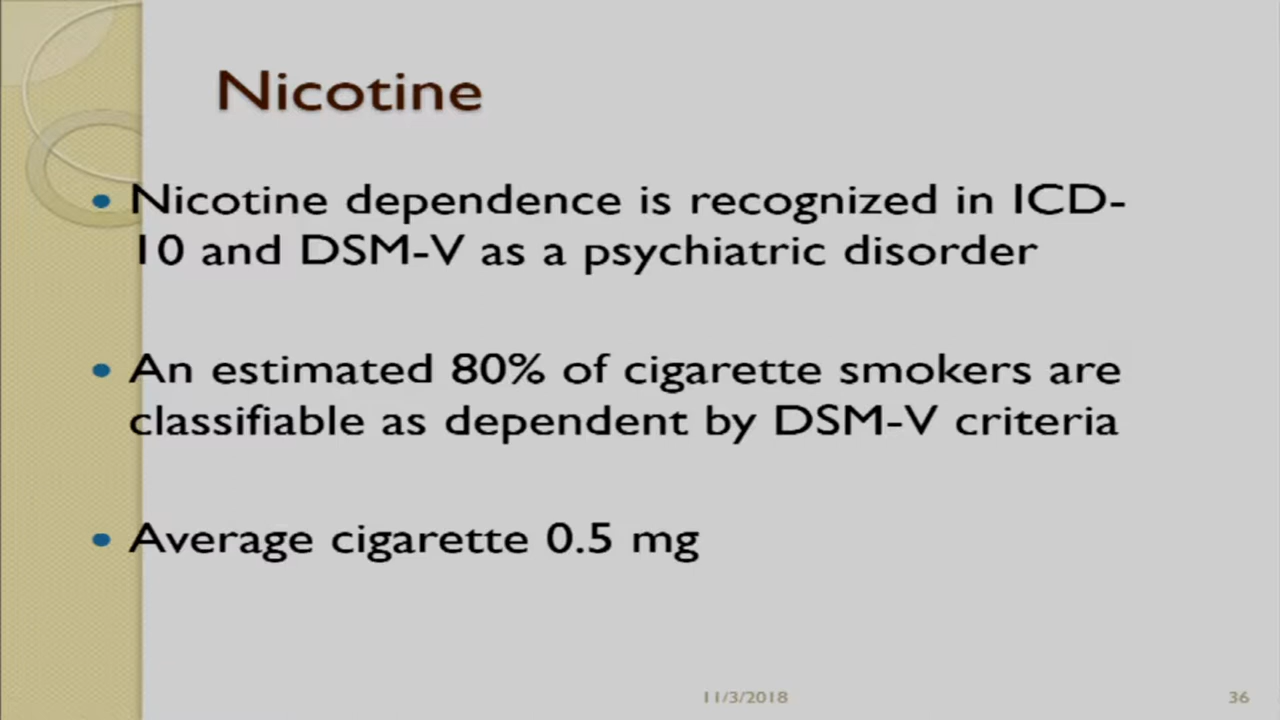 Nicotine
Nicotine dependence is recognized in ICD-
10 and DSM-V as a psychiatric disorder
An estimated 80% of cigarette smokers are
classifiable as dependent by DSM-V criteria
Average cigarette 0.5 mg
11/3/2018
36